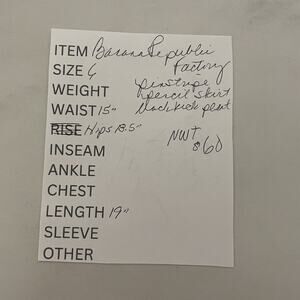 ITEM Banana Republic
Factory
SIZE 6
pinstripe
WEIGHT pencil skirt
WAIST 15" back kick pleat
RISE Hips 18.5"
NWT
$60
INSEAM
ANKLE
CHEST
LENGTH 19"
SLEEVE
OTHER